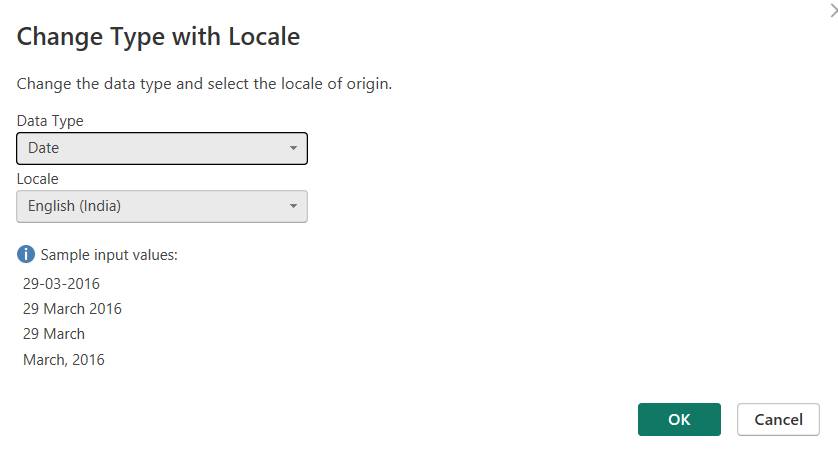 Change Type with Locale
Change the data type and select the locale of origin.
Data Type
Date
Locale
English (India)
Sample input values:
29-03-2016
29 March 2016
29 March
March, 2016
OK
Cancel